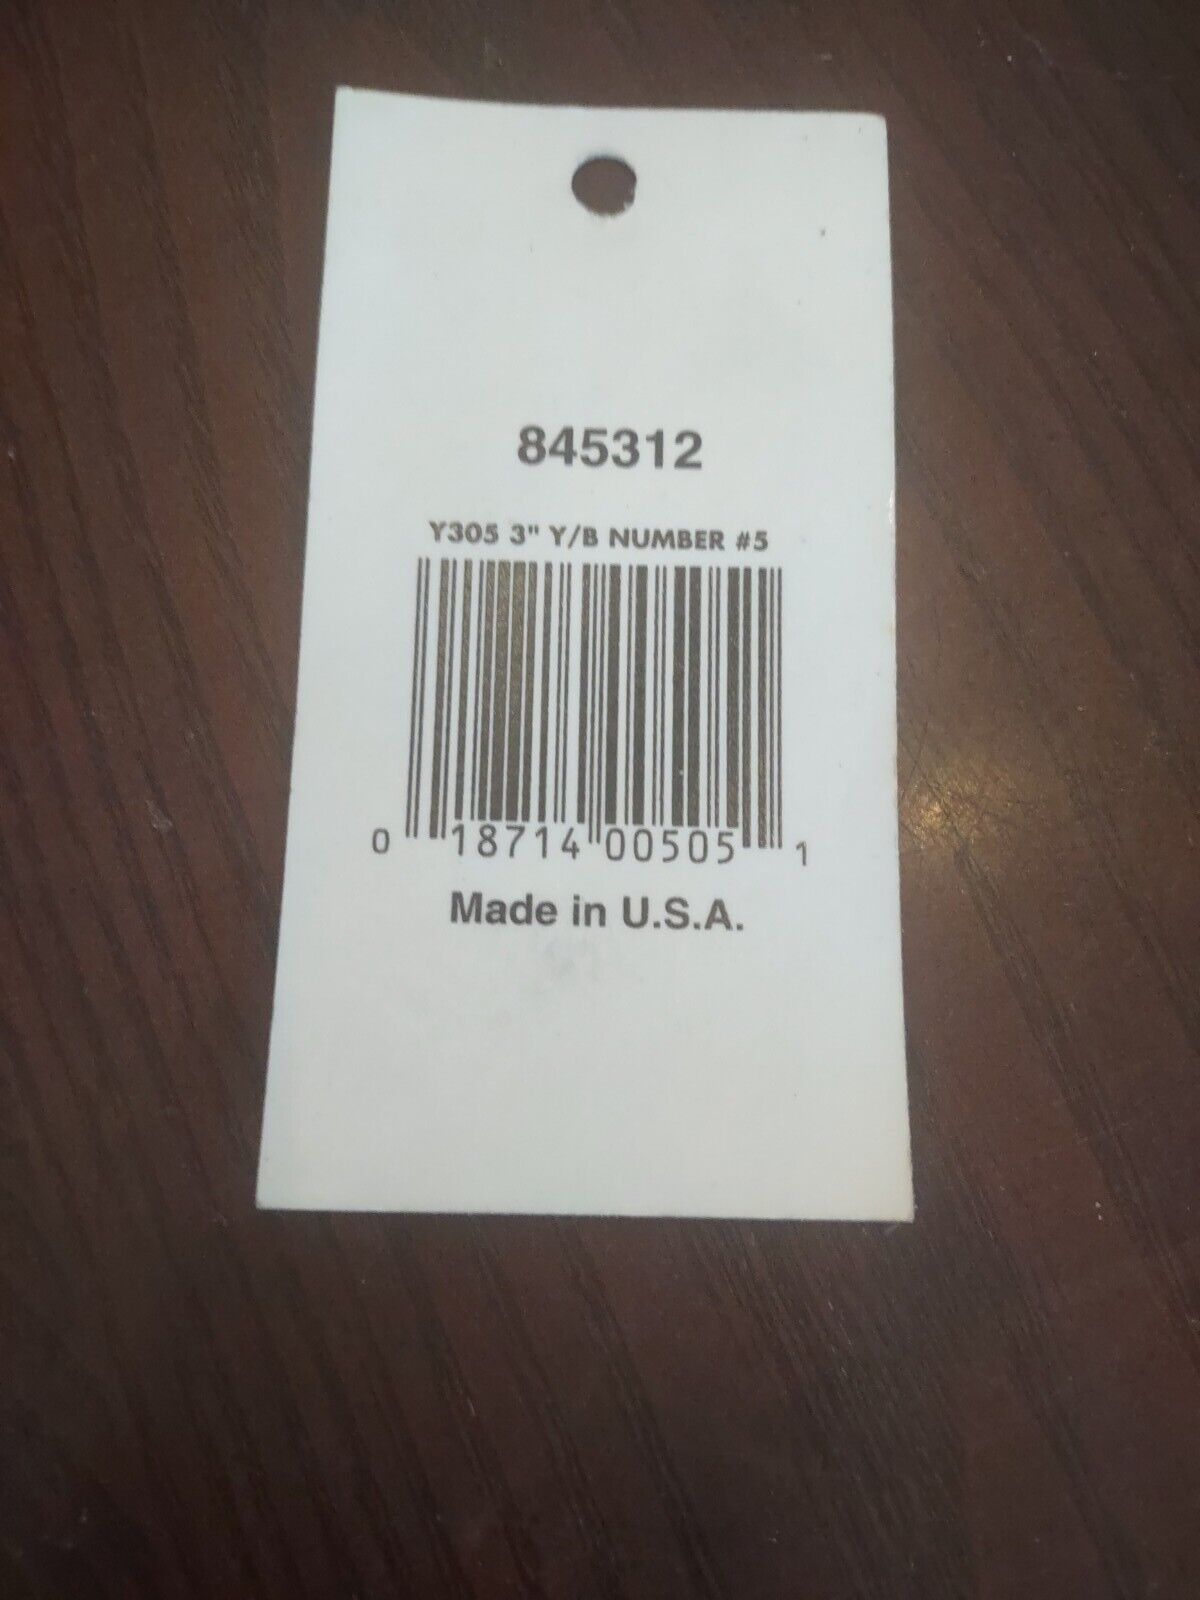 845312
Y305 3" Y/B NUMBER #5
0 18714 00505 1
Made in U.S.A.